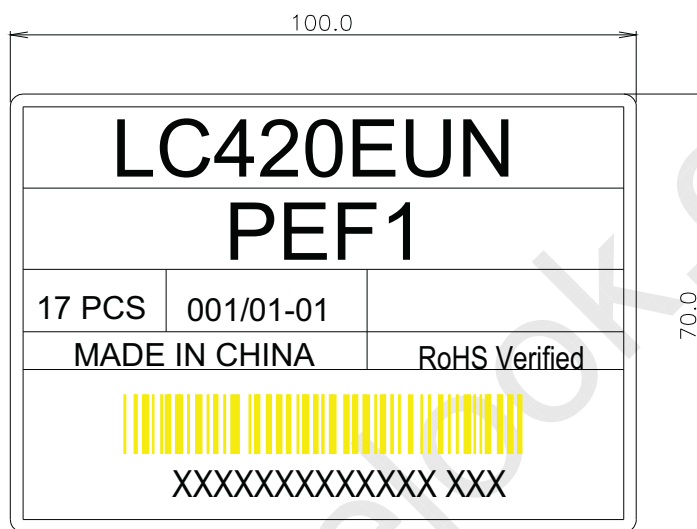 100.0
LC420EUN
PEF1
17 PCS 001/01-01
70.0
MADE IN CHINA RoHS Verified
XXXXXXXXXXXXX XXX